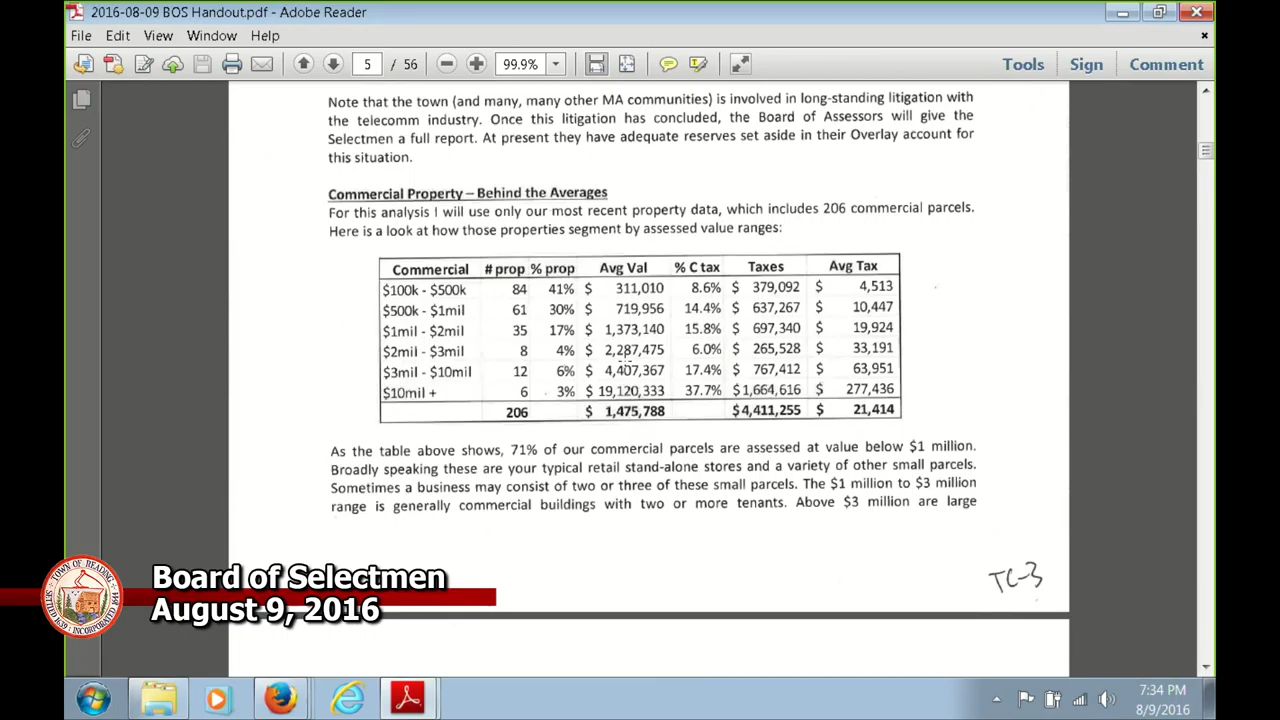 2016-08-09 BOS Handout.pdf - Adobe Reader
File Edit View Window Help
5 / 56 99.9% Tools Sign Comment
Note that the town (and many, many other MA communities) is involved in long-standing litigation with
the telecomm industry. Once this litigation has concluded, the Board of Assessors will give the
Selectmen a full report. At present they have adequate reserves set aside in their Overlay account for
this situation.
Commercial Property – Behind the Averages
For this analysis I will use only our most recent property data, which includes 206 commercial parcels.
Here is a look at how those properties segment by assessed value ranges:
Commercial # prop % prop Avg Val % C tax Taxes Avg Tax
$100k - $500k 84 41% $ 311,010 8.6% $ 379,092 $ 4,513
$500k - $1mil 61 30% $ 719,956 14.4% $ 637,267 $ 10,447
$1mil - $2mil 35 17% $ 1,373,140 15.8% $ 697,340 $ 19,924
$2mil - $3mil 8 4% $ 2,287,475 6.0% $ 265,528 $ 33,191
$3mil - $10mil 12 6% $ 4,407,367 17.4% $ 767,412 $ 63,951
$10mil + 6 3% $ 19,120,333 37.7% $1,664,616 $ 277,436
206 $ 1,475,788 $4,411,255 $ 21,414
As the table above shows, 71% of our commercial parcels are assessed at value below $1 million.
Broadly speaking these are your typical retail stand-alone stores and a variety of other small parcels.
Sometimes a business may consist of two or three of these small parcels. The $1 million to $3 million
range is generally commercial buildings with two or more tenants. Above $3 million are large
TC-3
TOWN OF READING
Board of Selectmen
August 9, 2016
7:34 PM
8/9/2016